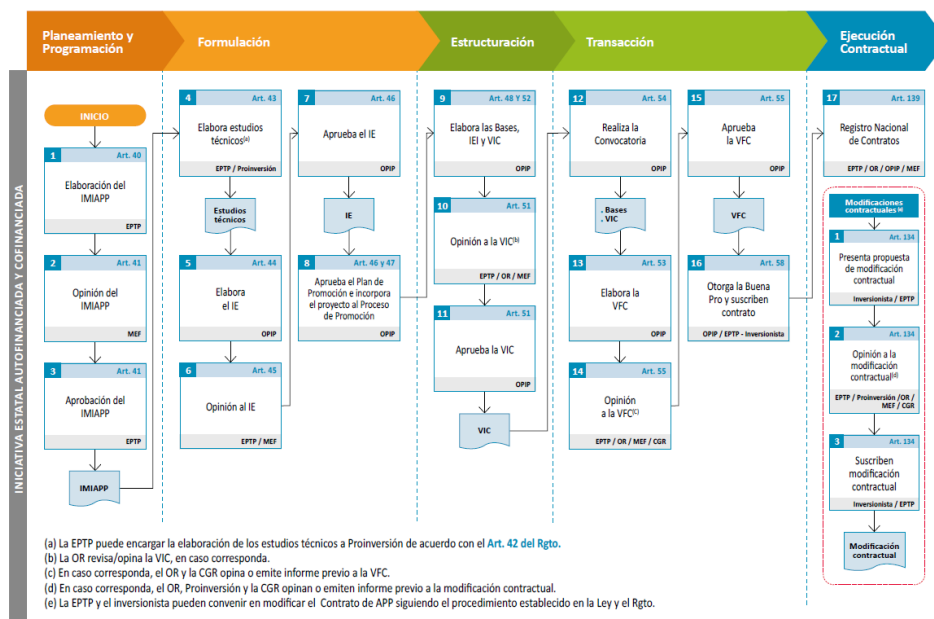 Planeamiento y
Programación
Formulación
Estructuración
Transacción
Ejecución
Contractual
INICIATIVA ESTATAL AUTOFINANCIADA Y COFINANCIADA
INICIO
1 Art. 40
Elaboración del
IMIAPP
EPTP
2 Art. 41
Opinión del
IMIAPP
MEF
3 Art. 41
Aprobación del
IMIAPP
EPTP
IMIAPP
4 Art. 43
Elabora estudios
técnicos(a)
EPTP / Proinversión
Estudios
técnicos
5 Art. 44
Elabora
el IE
OPIP
6 Art. 45
Opinión al IE
EPTP / MEF
7 Art. 46
Aprueba el IE
OPIP
IE
8 Art. 46 y 47
Aprueba el Plan de
Promoción e incorpora
el proyecto al Proceso
de Promoción
OPIP
9 Art. 48 Y 52
Elabora las Bases,
IEI y VIC
OPIP
10 Art. 51
Opinión a la VIC(b)
EPTP / OR / MEF
11 Art. 51
Aprueba la VIC
OPIP
VIC
12 Art. 54
Realiza la
Convocatoria
OPIP
. Bases
. VIC
13 Art. 53
Elabora la
VFC
OPIP
14 Art. 55
Opinión
a la VFC(c)
EPTP / OR / MEF / CGR
15 Art. 55
Aprueba
la VFC
OPIP
VFC
16 Art. 58
Otorga la Buena
Pro y suscriben
contrato
OPIP / EPTP - Inversionista
17 Art. 139
Registro Nacional
de Contratos
EPTP / OR / OPIP / MEF
Modificaciones
contractuales (e)
1 Art. 134
Presenta propuesta
de modificación
contractual
Inversionista / EPTP
2 Art. 134
Opinión a la
modificación
contractual(d)
EPTP / Proinversión /OR /
MEF / CGR
3 Art. 134
Suscriben
modificación
contractual
Inversionista / EPTP
Modificación
contractual
(a) La EPTP puede encargar la elaboración de los estudios técnicos a Proinversión de acuerdo con el Art. 42 del Rgto.
(b) La OR revisa/opina la VIC, en caso corresponda.
(c) En caso corresponda, el OR y la CGR opina o emite informe previo a la VFC.
(d) En caso corresponda, el OR, Proinversión y la CGR opinan o emiten informe previo a la modificación contractual.
(e) La EPTP y el inversionista pueden convenir en modificar el Contrato de APP siguiendo el procedimiento establecido en la Ley y el Rgto.